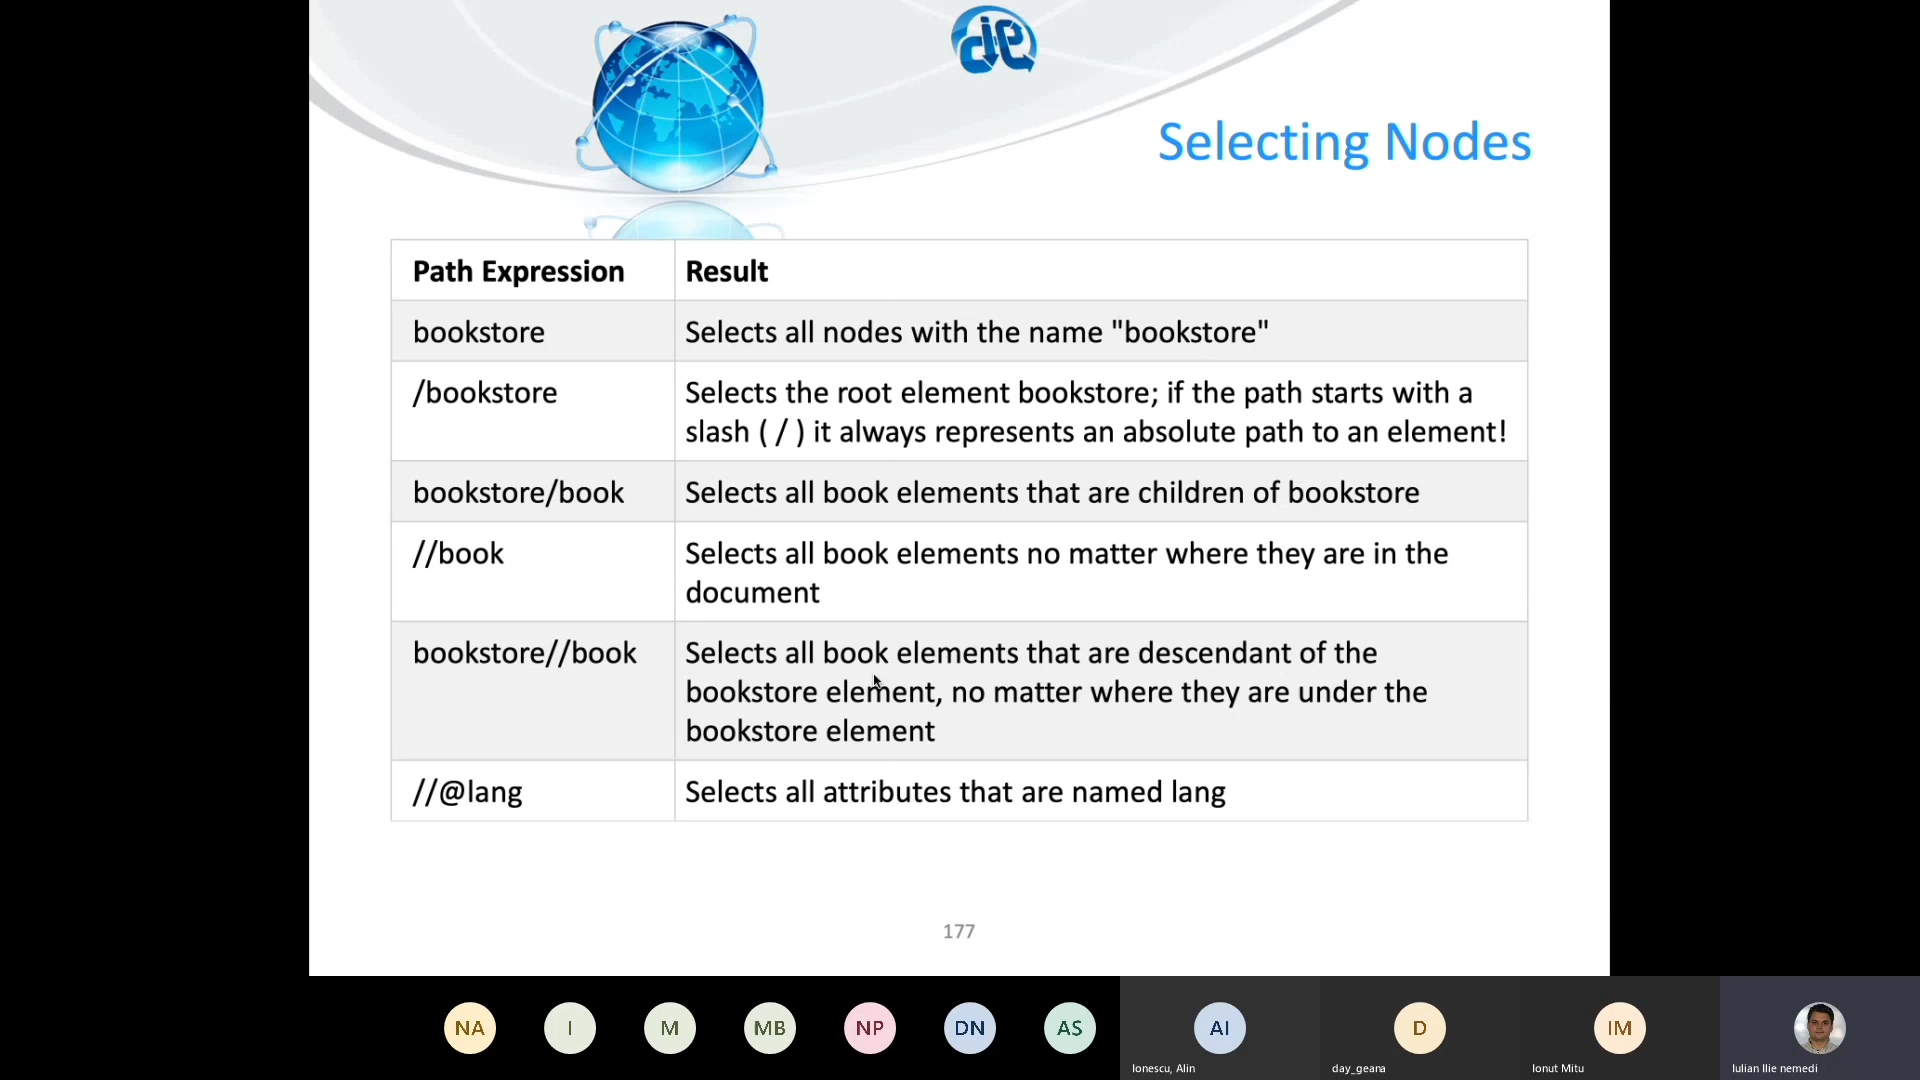 Selecting Nodes
Path Expression
Result
bookstore
Selects all nodes with the name "bookstore"
/bookstore
Selects the root element bookstore; if the path starts with a
slash ( / ) it always represents an absolute path to an element!
bookstore/book
Selects all book elements that are children of bookstore
//book
Selects all book elements no matter where they are in the
document
bookstore//book
Selects all book elements that are descendant of the
bookstore element, no matter where they are under the
bookstore element
//@lang
Selects all attributes that are named lang
177
NA
I
M
MB
NP
DN
AS
AI
D
IM
Ionescu, Alin
day_geana
Ionut Mitu
Iulian Ilie nemedi